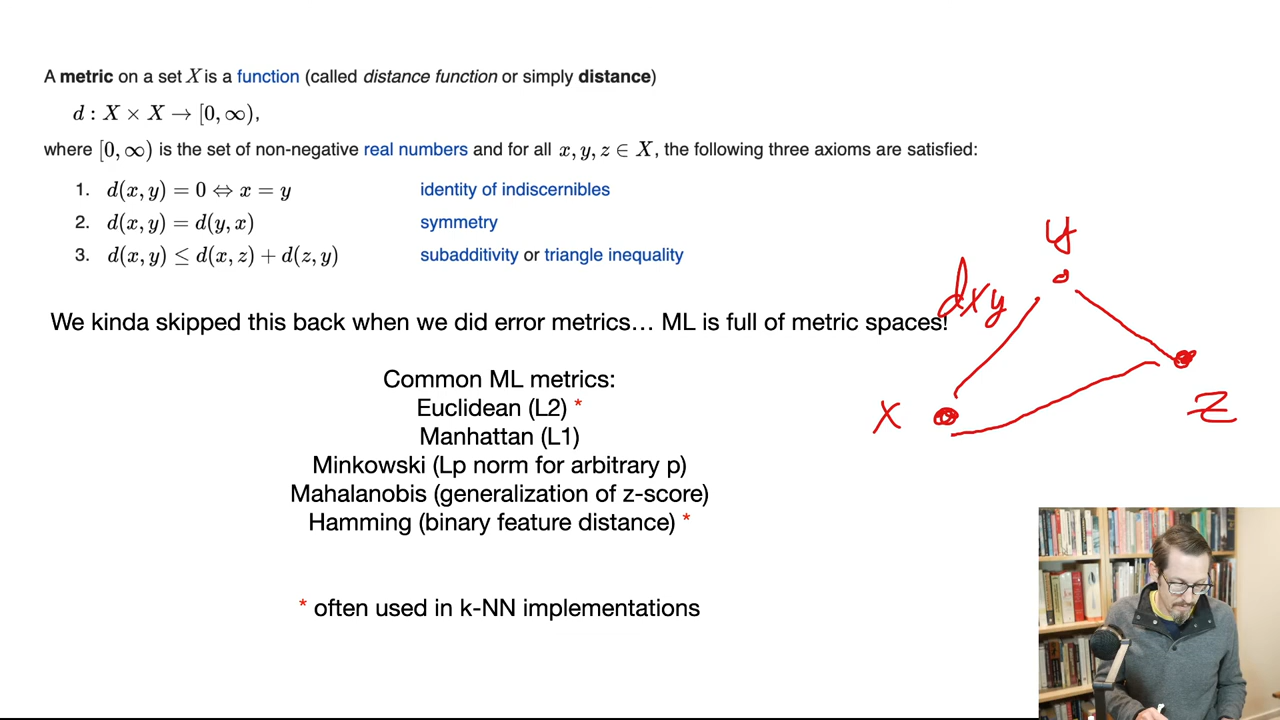 A metric on a set X is a function (called distance function or simply distance)
d : X × X → [0, ∞),
where [0, ∞) is the set of non-negative real numbers and for all x, y, z ∈ X, the following three axioms are satisfied:
1. d(x, y) = 0 ⇔ x = y identity of indiscernibles
2. d(x, y) = d(y, x) symmetry
3. d(x, y) ≤ d(x, z) + d(z, y) subadditivity or triangle inequality
y
dxy
We kinda skipped this back when we did error metrics... ML is full of metric spaces!
Common ML metrics:
Euclidean (L2) *
Manhattan (L1)
x
z
Minkowski (Lp norm for arbitrary p)
Mahalanobis (generalization of z-score)
Hamming (binary feature distance) *
* often used in k-NN implementations